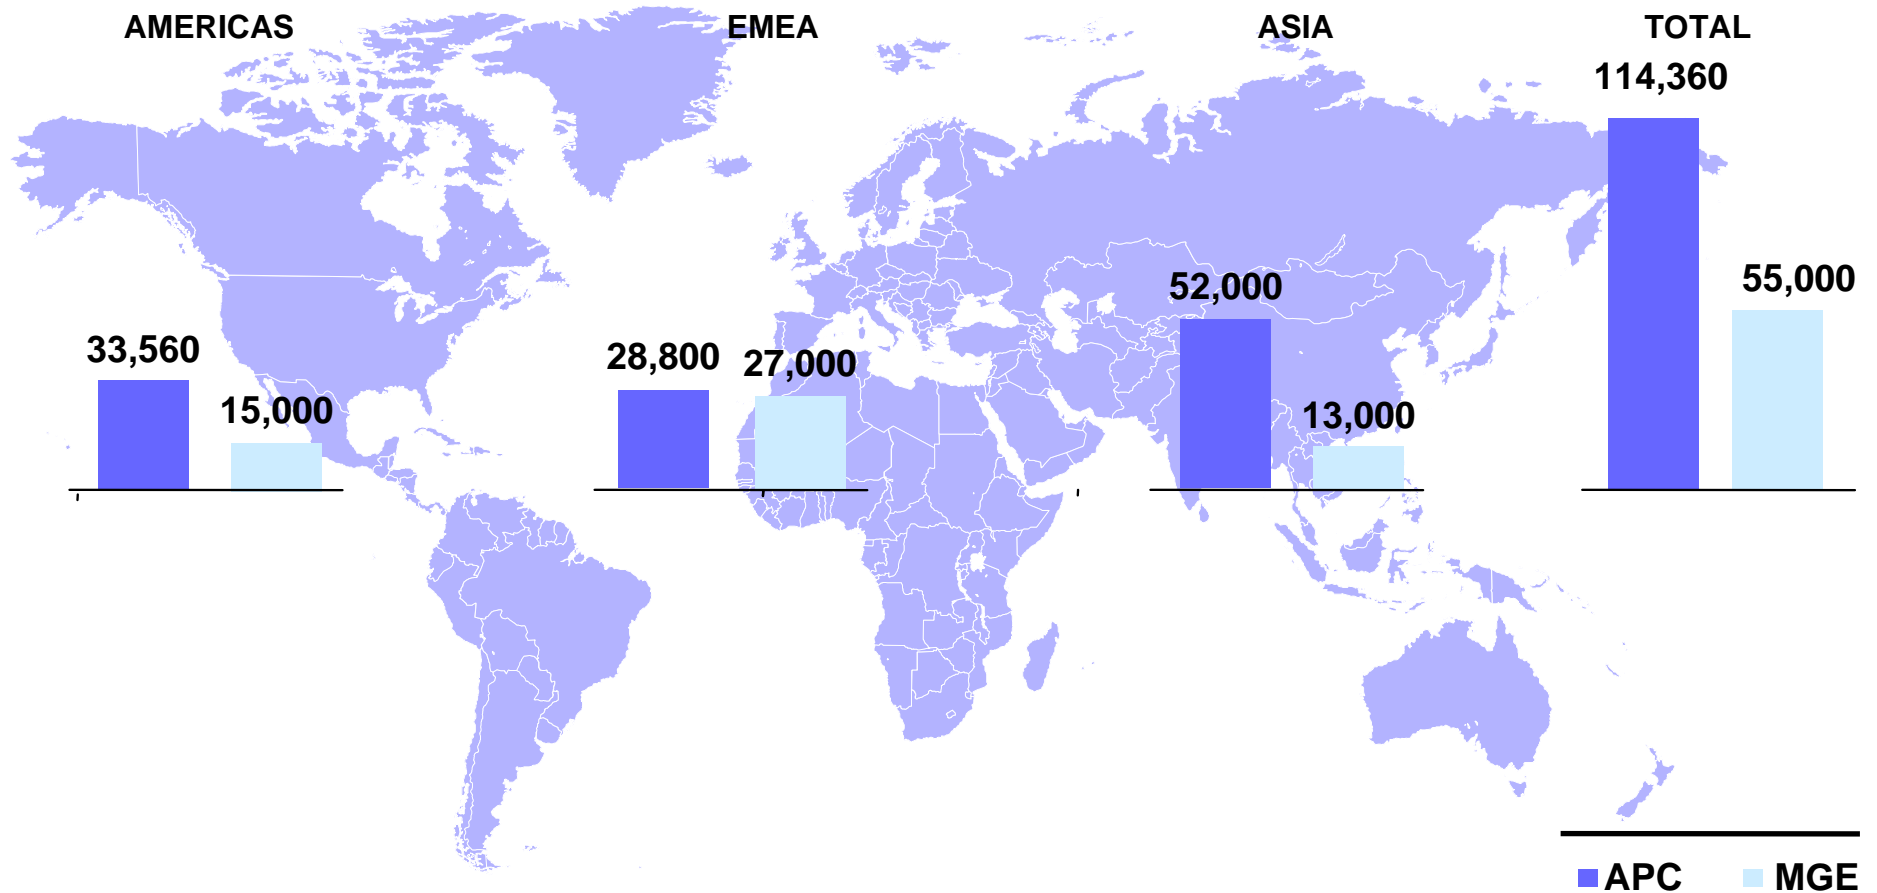 AMERICAS
EMEA
ASIA
TOTAL
114,360
55,000
52,000
33,560
28,800
27,000
15,000
13,000
APC
MGE